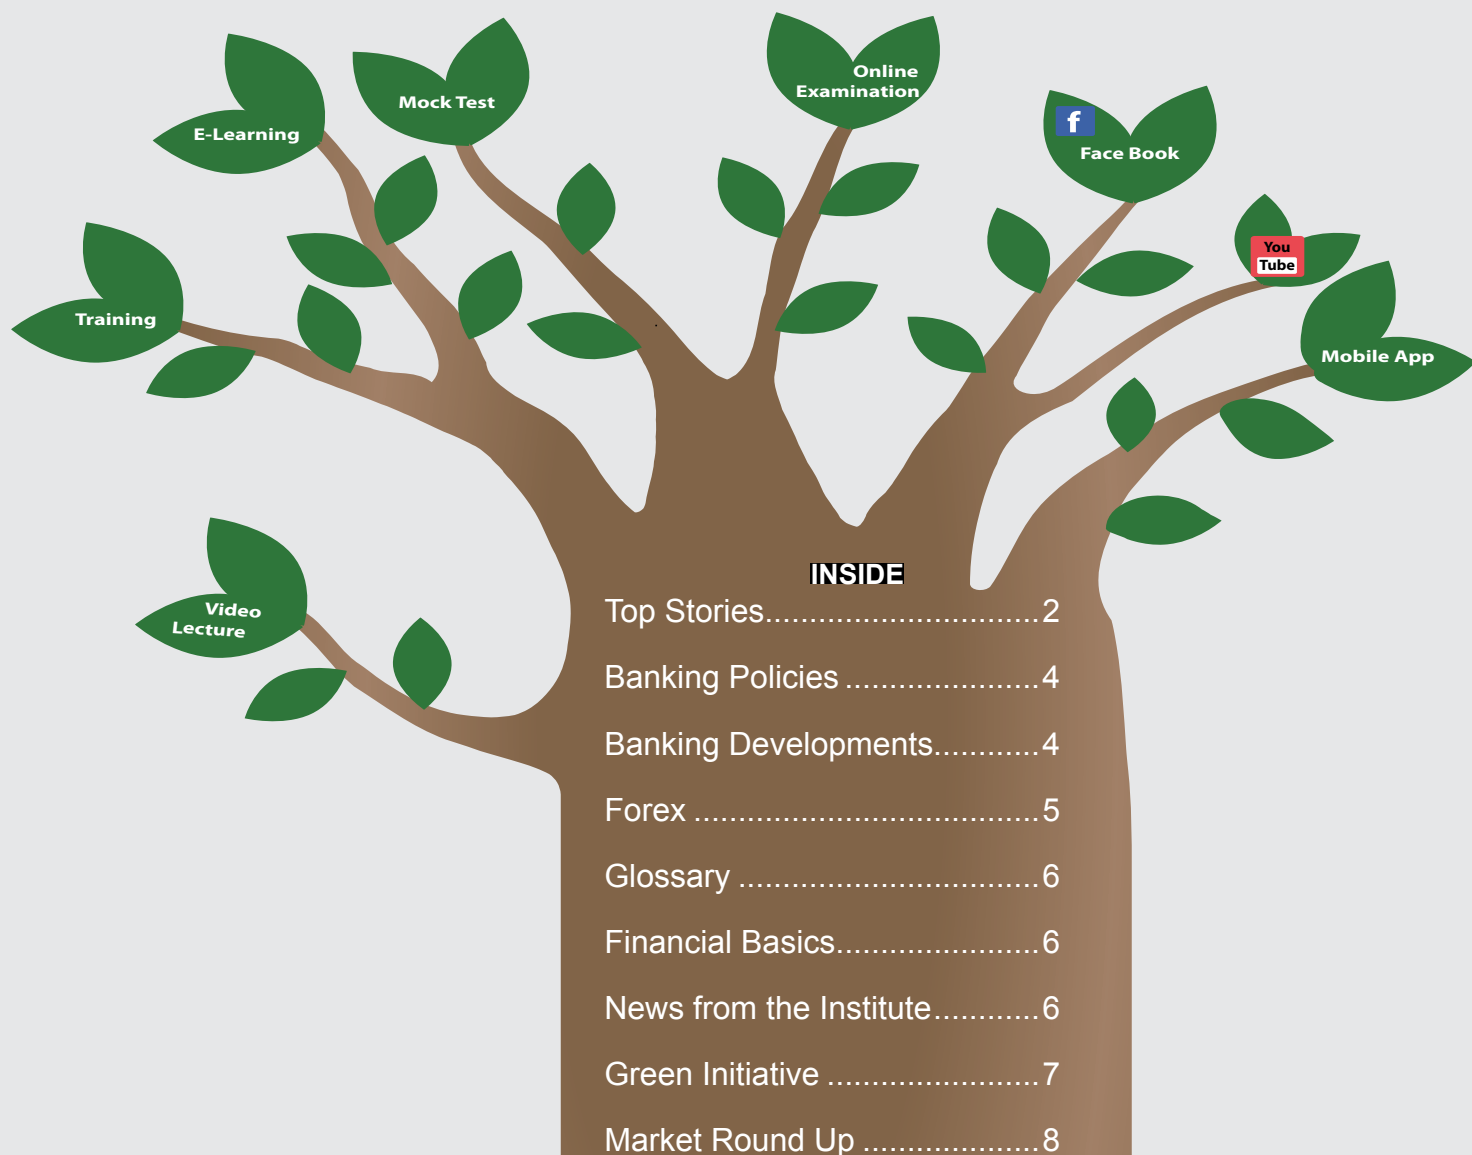 Online
Examination
Mock Test
E-Learning
f
Face Book
You
Tube
Training
Mobile App
INSIDE
Video
Lecture
Top Stories...............................2
Banking Policies ......................4
Banking Developments............4
Forex .......................................5
Glossary ..................................6
Financial Basics.......................6
News from the Institute............6
Green Initiative ........................7
Market Round Up ....................8